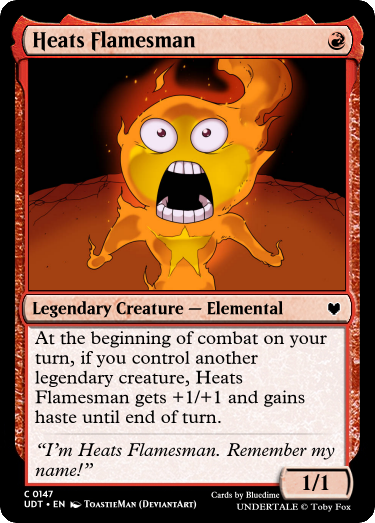 Heats Flamesman
Legendary Creature — Elemental
At the beginning of combat on your
turn, if you control another
legendary creature, Heats
Flamesman gets +1/+1 and gains
haste until end of turn.
“I’m Heats Flamesman. Remember my
name!”
1/1
C 0147
UDT • EN ToastieMan (DeviantArt)
Cards by Bluedime
UNDERTALE © Toby Fox